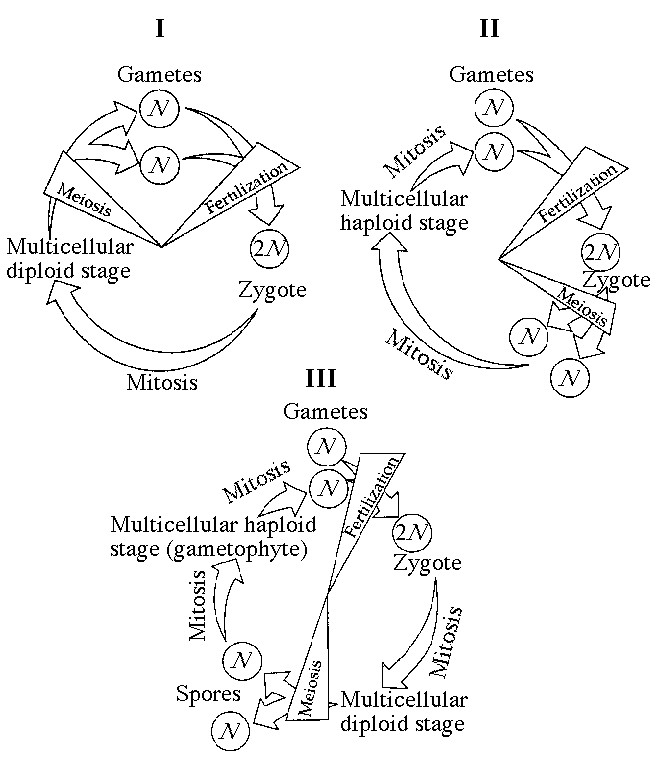 I
Gametes
N
N
Meiosis
Fertilization
Multicellular
diploid stage
2N
Zygote
Mitosis
II
Gametes
N
N
Mitosis
Multicellular
haploid stage
Fertilization
2N
Zygote
Meiosis
N
N
Mitosis
III
Gametes
N
N
Mitosis
Fertilization
Multicellular haploid
stage (gametophyte)
2N
Zygote
Mitosis
Mitosis
N
Spores
N
Meiosis
Multicellular
diploid stage